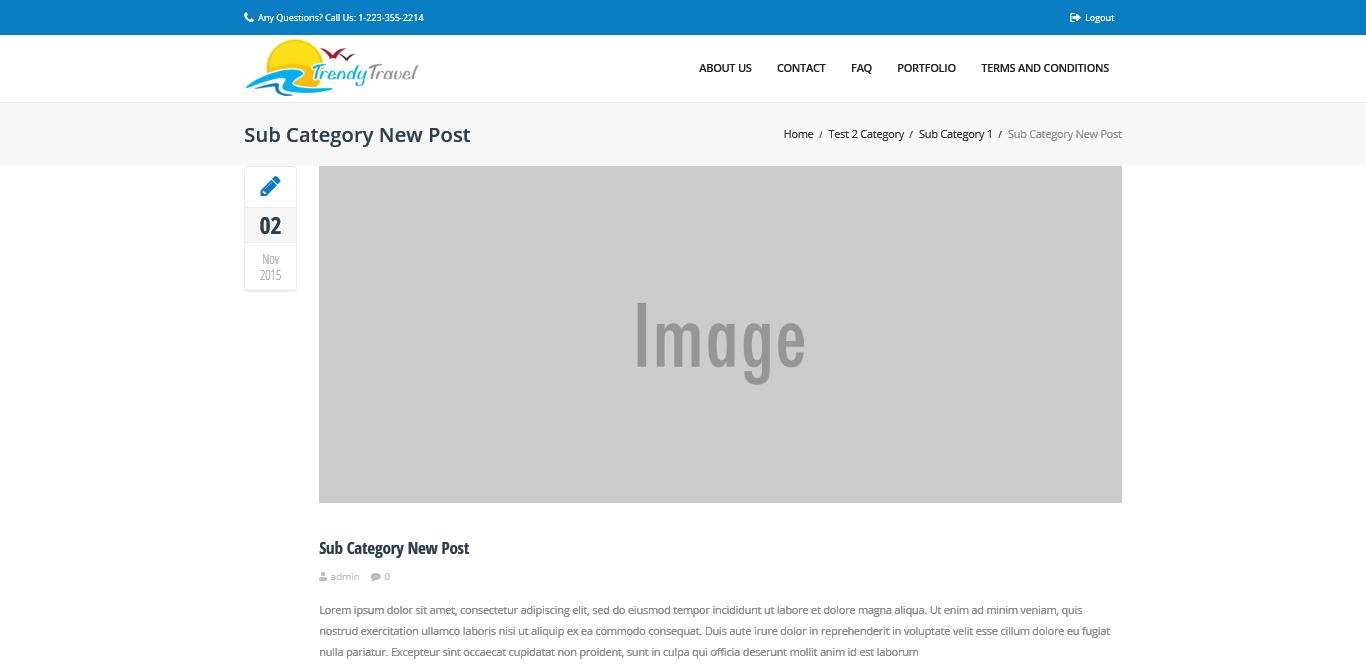 Any Questions? Call Us: 1-223-355-2214
Logout
TrendyTravel
ABOUT US
CONTACT
FAQ
PORTFOLIO
TERMS AND CONDITIONS
Sub Category New Post
Home / Test 2 Category / Sub Category 1 / Sub Category New Post
02
Nov
2015
Image
Sub Category New Post
admin 0
Lorem ipsum dolor sit amet, consectetur adipiscing elit, sed do eiusmod tempor incididunt ut labore et dolore magna aliqua. Ut enim ad minim veniam, quis
nostrud exercitation ullamco laboris nisi ut aliquip ex ea commodo consequat. Duis aute irure dolor in reprehenderit in voluptate velit esse cillum dolore eu fugiat
nulla pariatur. Excepteur sint occaecat cupidatat non proident, sunt in culpa qui officia deserunt mollit anim id est laborum